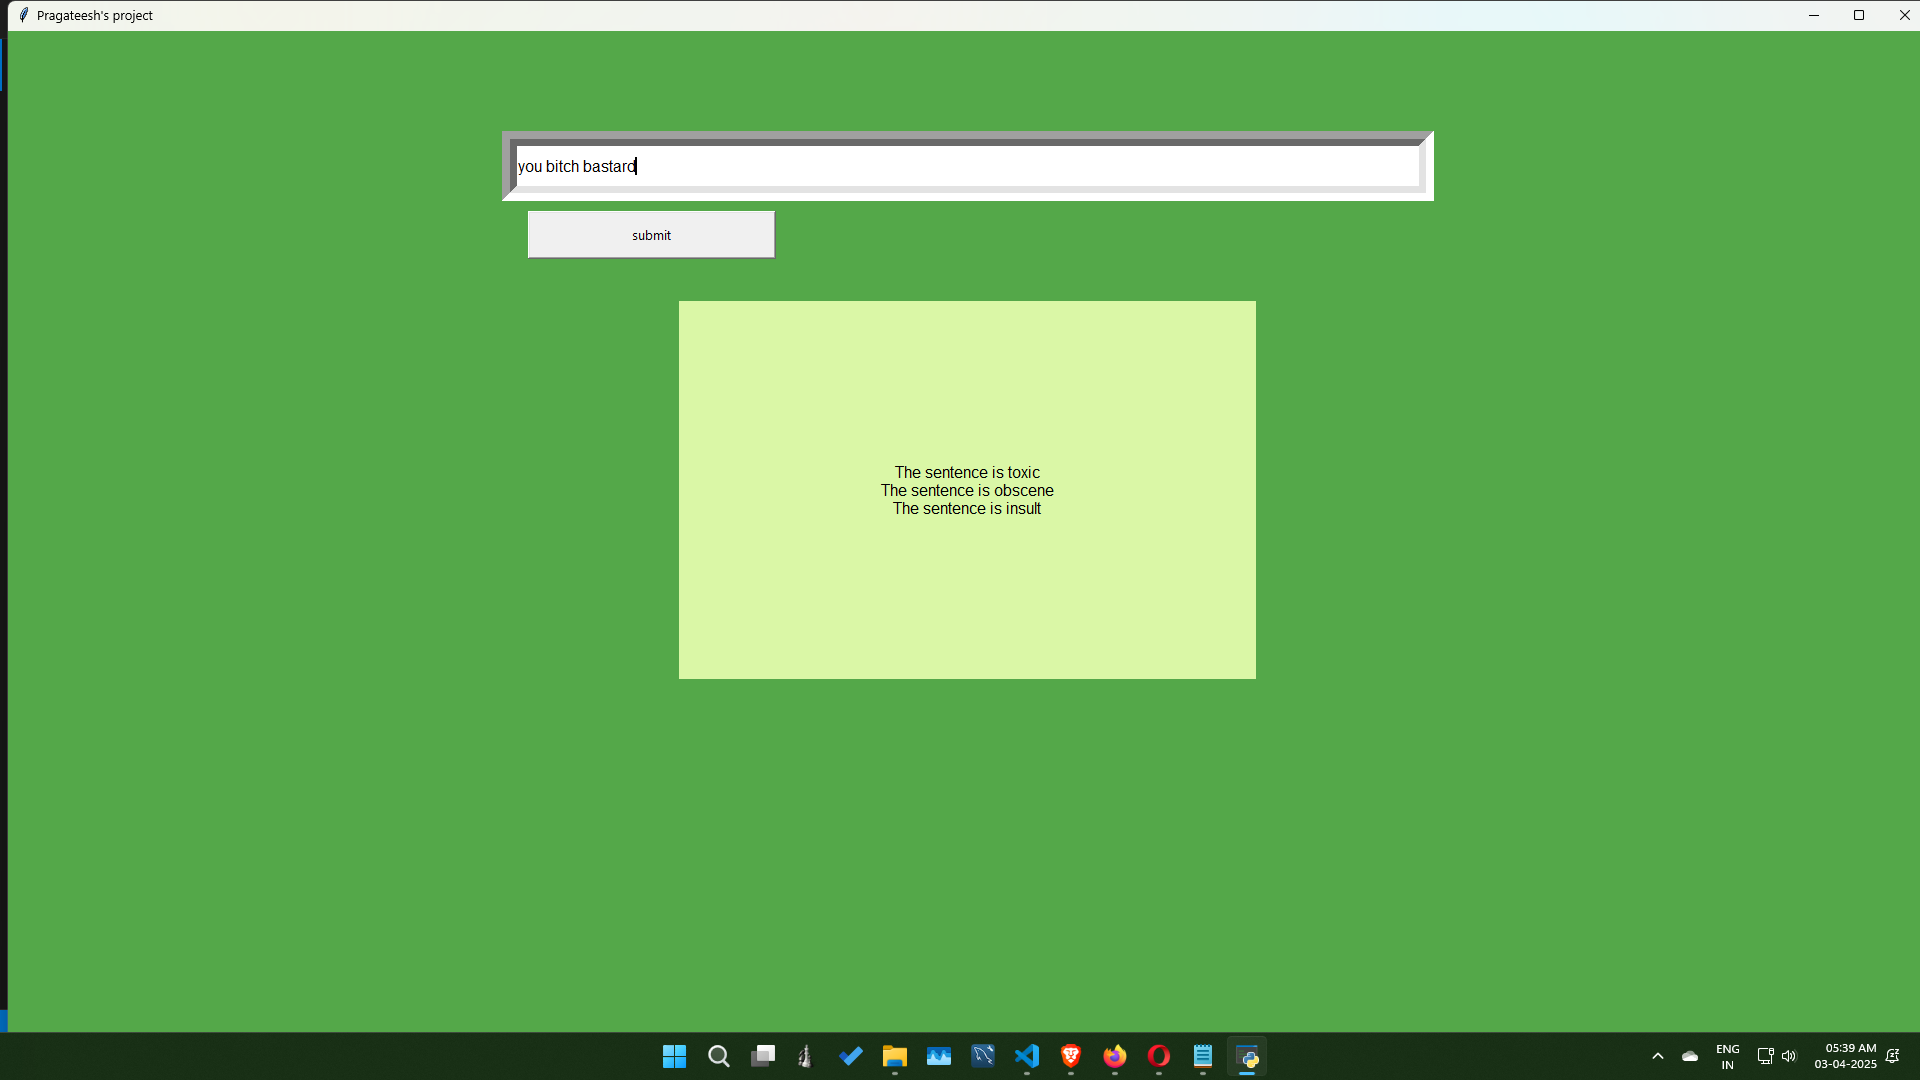 Pragateesh's project
you bitch bastard
submit
The sentence is toxic
The sentence is obscene
The sentence is insult
ENG
IN
05:39 AM
03-04-2025